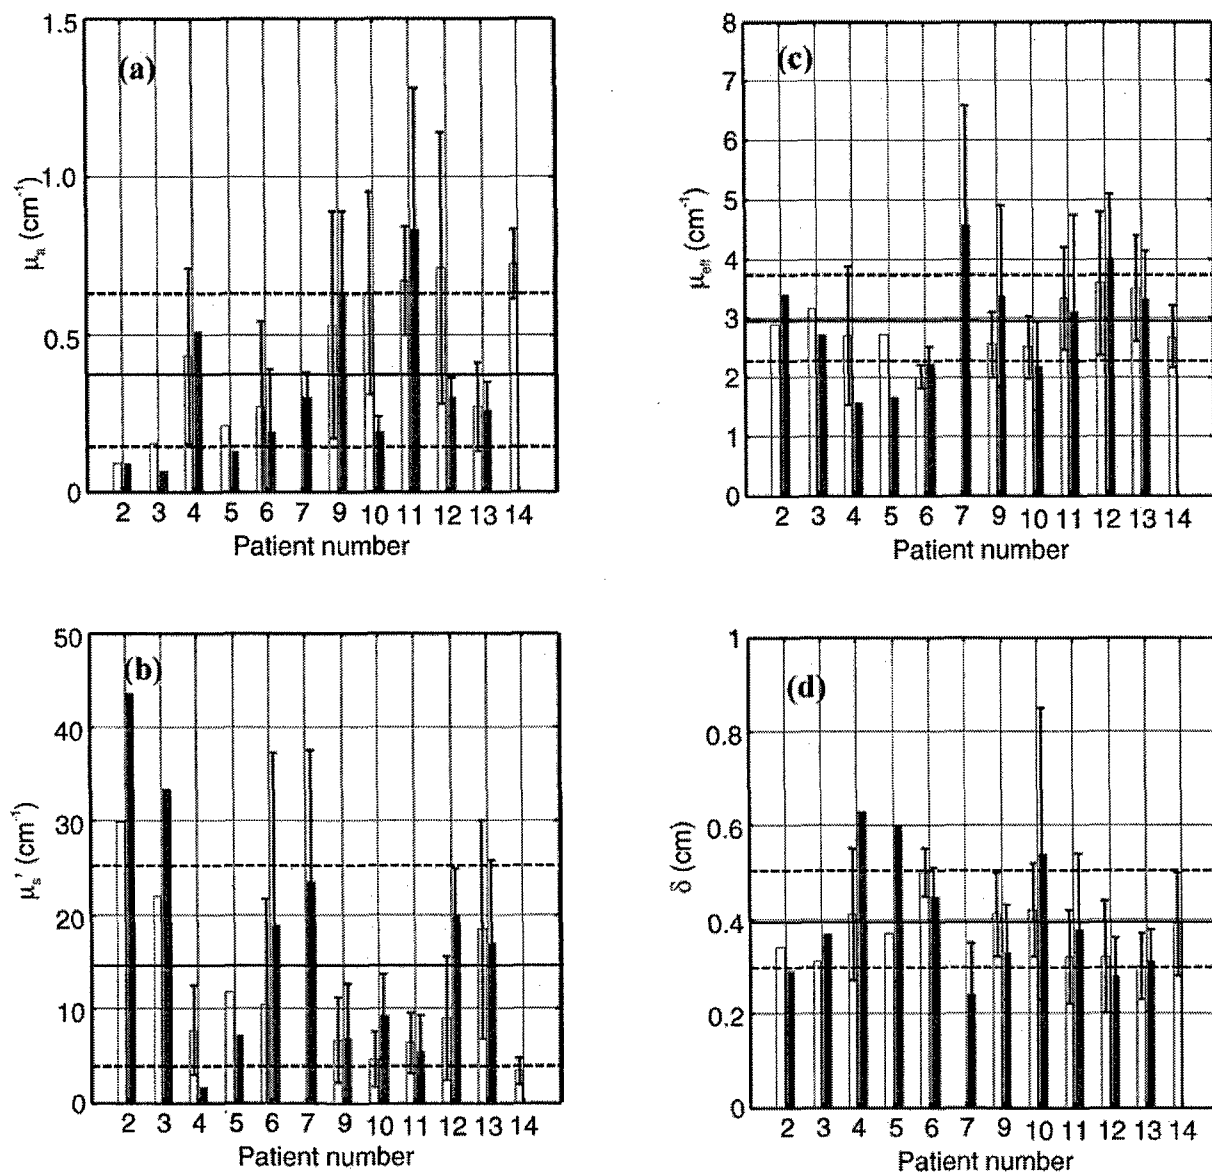 (a)
1.5
1.0
0.5
0
μa (cm-1)
2 3 4 5 6 7 9 10 11 12 13 14
Patient number
(c)
8
7
6
5
4
3
2
1
0
μeff (cm-1)
2 3 4 5 6 7 9 10 11 12 13 14
Patient number
(b)
50
40
30
20
10
0
μs' (cm-1)
2 3 4 5 6 7 9 10 11 12 13 14
Patient number
(d)
1
0.8
0.6
0.4
0.2
0
δ (cm)
2 3 4 5 6 7 9 10 11 12 13 14
Patient number